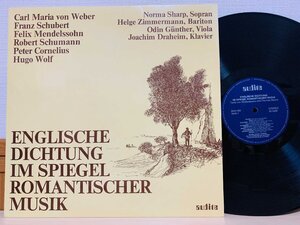 Carl Maria von Weber
Franz Schubert
Felix Mendelssohn
Robert Schumann
Peter Cornelius
Hugo Wolf
Norma Sharp, Sopran
Helge Zimmermann, Bariton
Odin Günther, Viola
Joachim Draheim, Klavier
ENGLISCHE
DICHTUNG
IM SPIEGEL
ROMANTISCHER
MUSIK
audite
audite